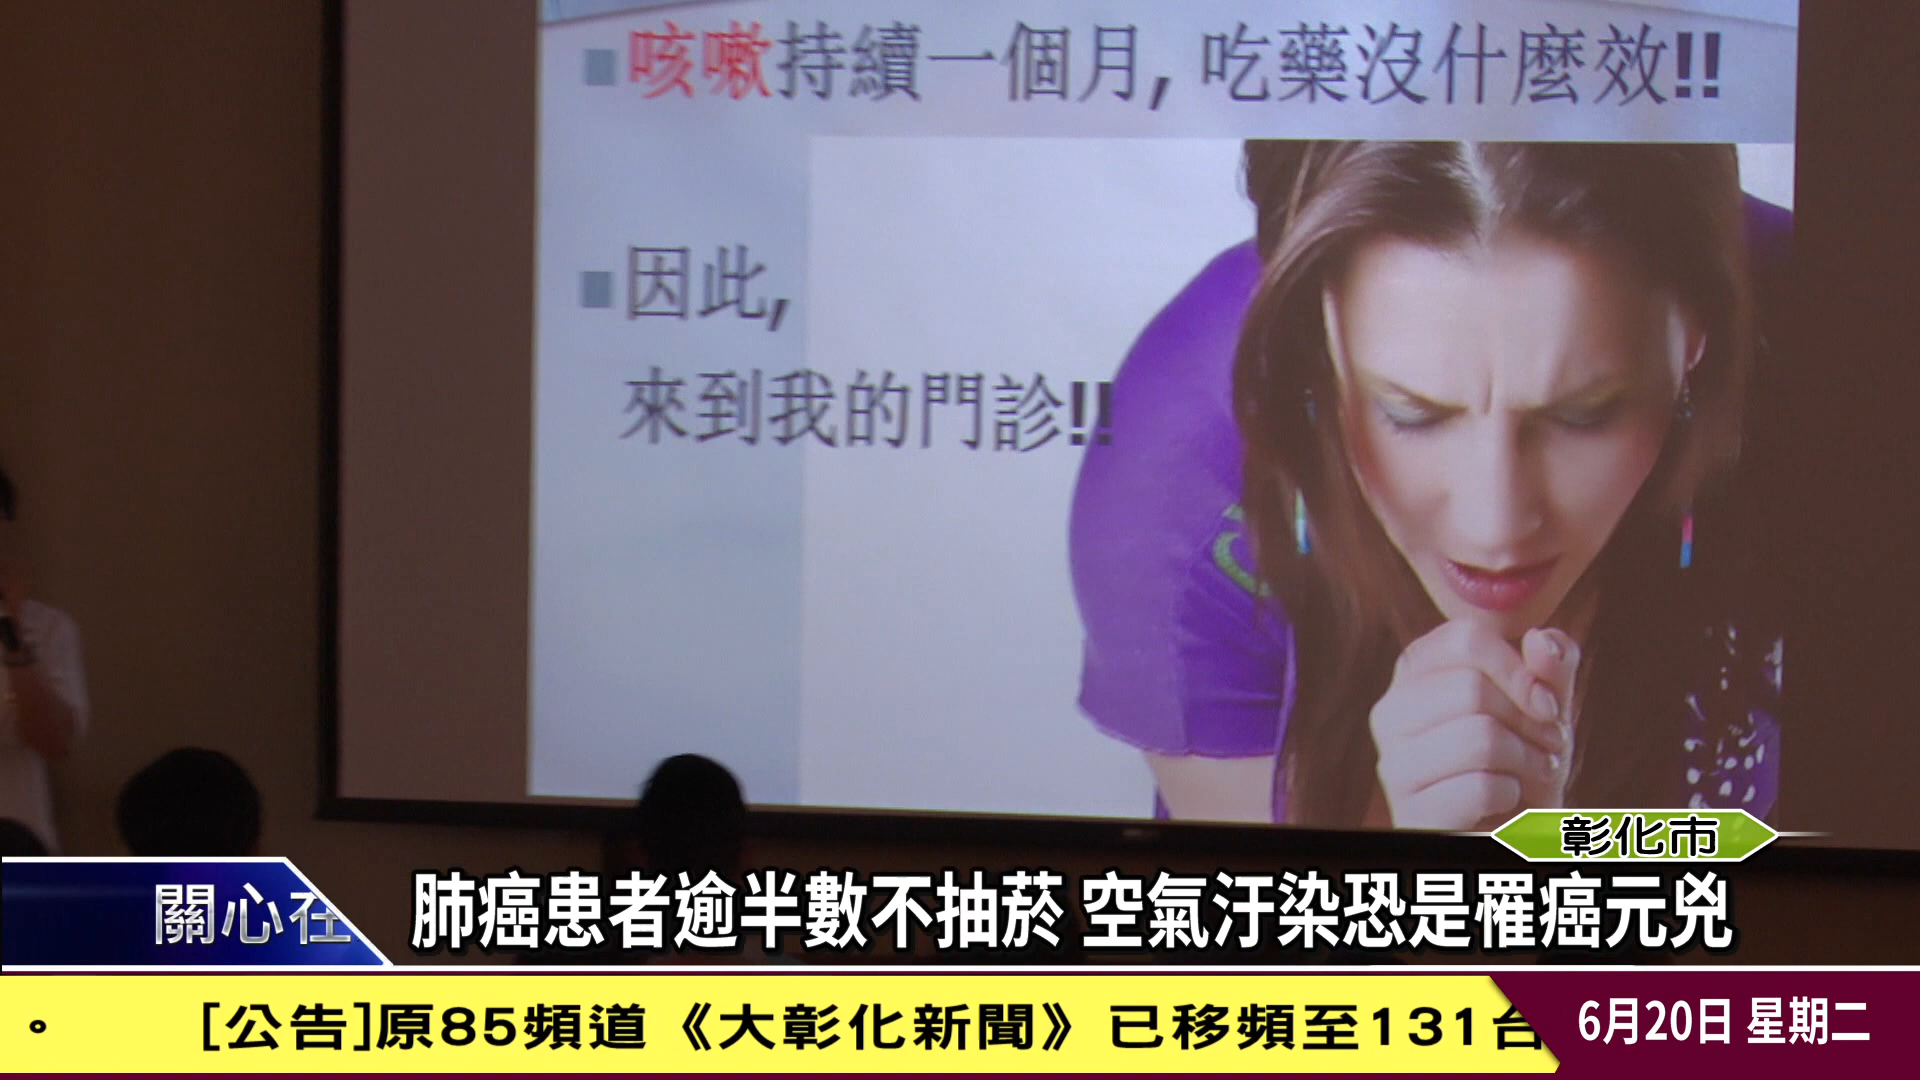 咳嗽持續一個月, 吃藥沒什麼效!!
因此,
來到我的門診!!
彰化市
關心在
肺癌患者逾半數不抽菸 空氣汙染恐是罹癌元兇
。 [公告]原85頻道《大彰化新聞》已移頻至131台
6月20日 星期二